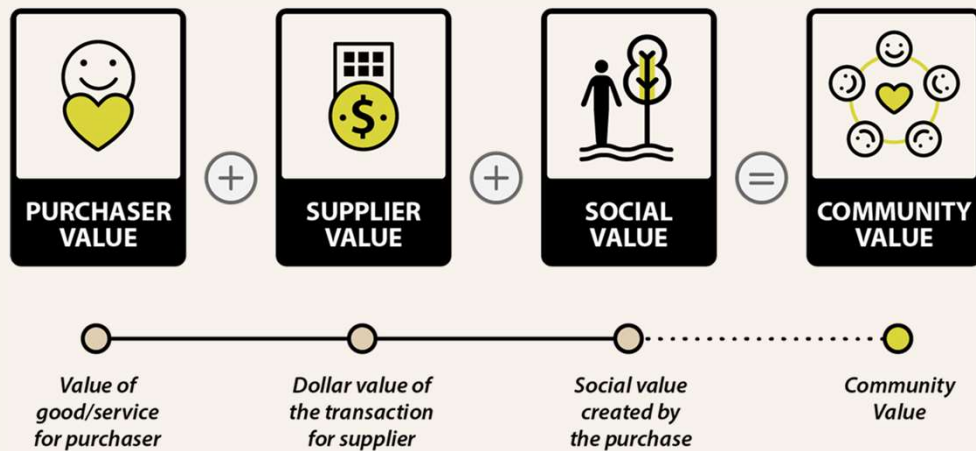 $
+
+
=
PURCHASER
VALUE
SUPPLIER
VALUE
SOCIAL
VALUE
COMMUNITY
VALUE
Value of
good/service
for purchaser
Dollar value of
the transaction
for supplier
Social value
created by
the purchase
Community
Value